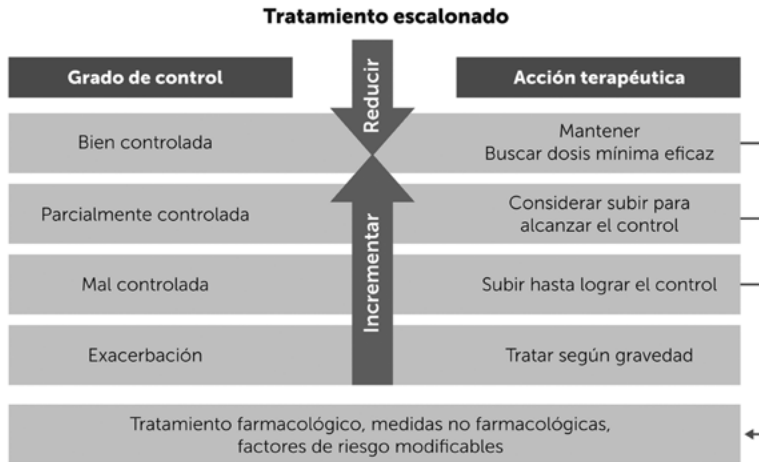 Tratamiento escalonado
Grado de control
Reducir
Acción terapéutica
Bien controlada
Mantener
Buscar dosis mínima eficaz
Parcialmente controlada
Considerar subir para
alcanzar el control
Incrementar
Mal controlada
Subir hasta lograr el control
Exacerbación
Tratar según gravedad
Tratamiento farmacológico, medidas no farmacológicas,
factores de riesgo modificables